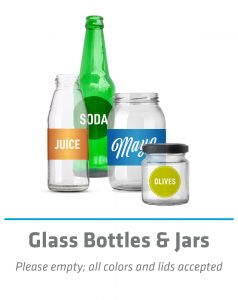 SODA
JUICE
Mayo
OLIVES
Glass Bottles & Jars
Please empty; all colors and lids accepted